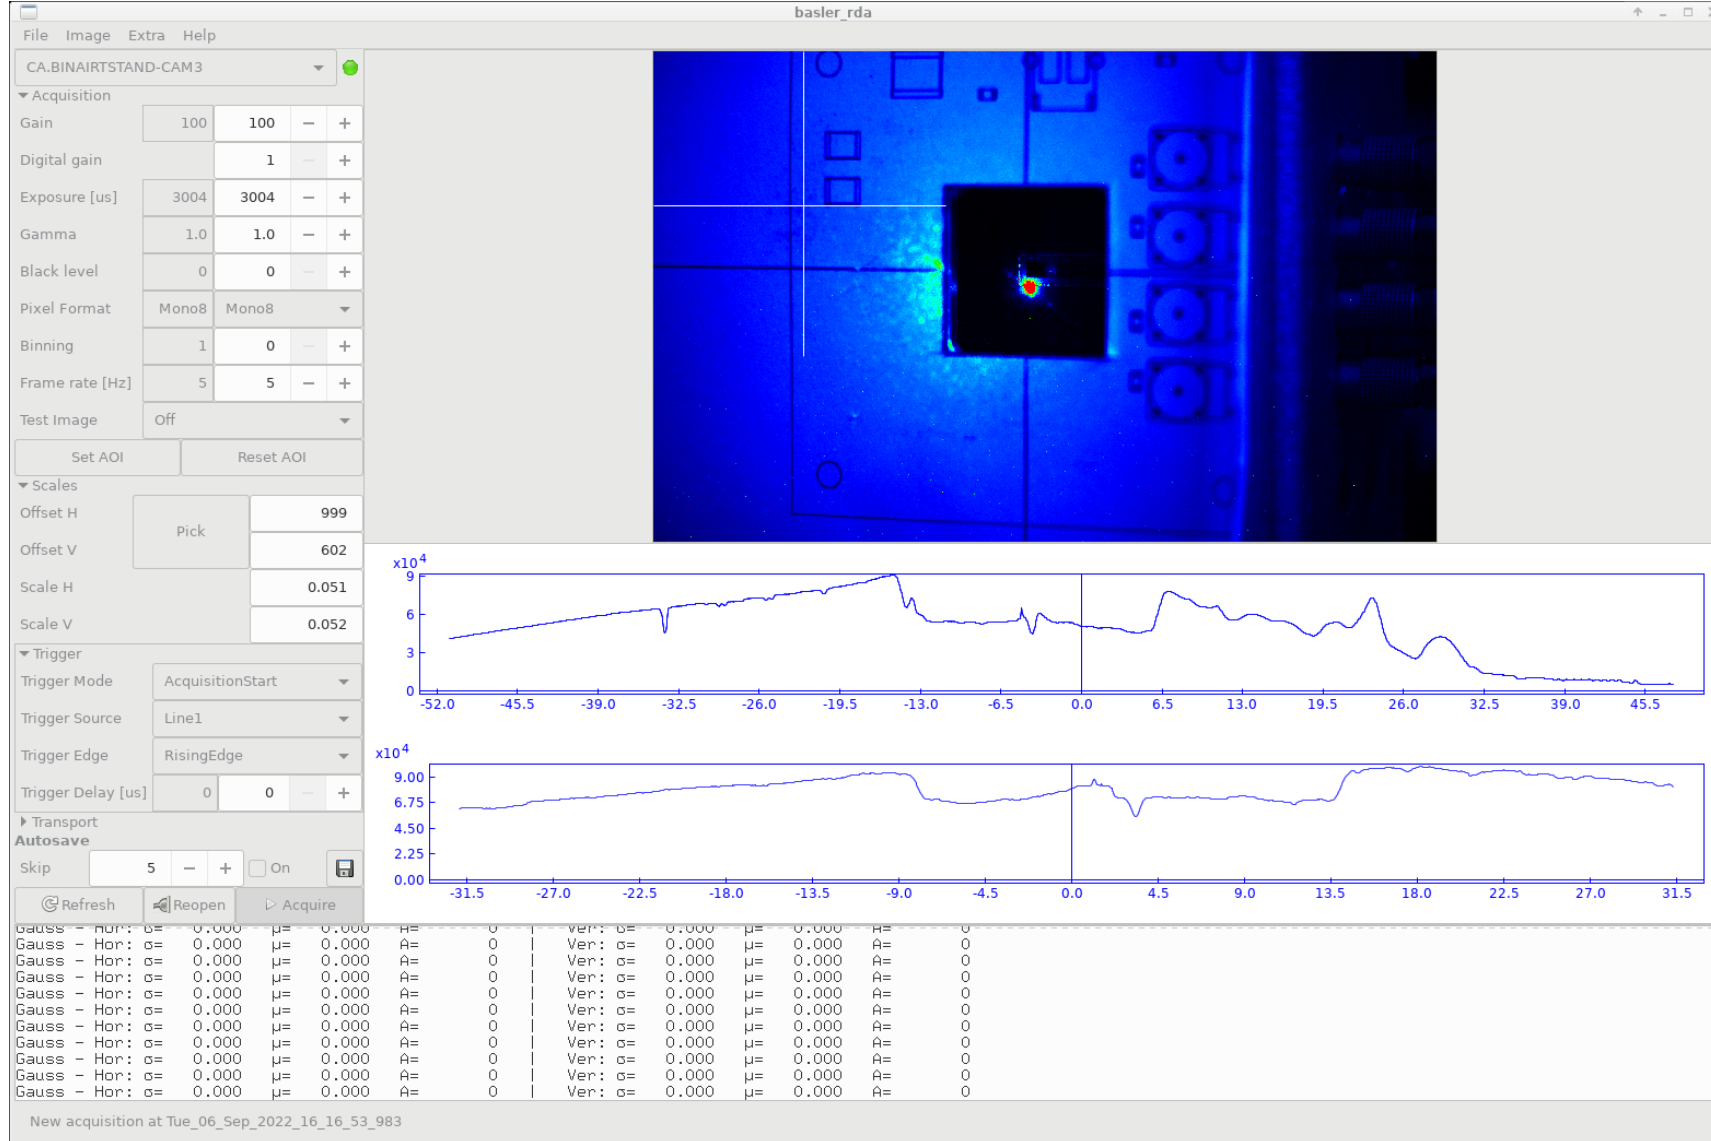 basler_rda
File Image Extra Help
CA.BINAIRTSTAND-CAM3
Acquisition
Gain 100 100 − +
Digital gain 1 − +
Exposure [us] 3004 3004 − +
Gamma 1.0 1.0 − +
Black level 0 0 − +
Pixel Format Mono8 Mono8
Binning 1 0 − +
Frame rate [Hz] 5 5 − +
Test Image Off
Set AOI Reset AOI
Scales
Offset H 999
Pick
Offset V 602
Scale H 0.051
Scale V 0.052
Trigger
Trigger Mode AcquisitionStart
Trigger Source Line1
Trigger Edge RisingEdge
Trigger Delay [us] 0 0 − +
Transport
Autosave
Skip 5 − + On
Refresh Reopen Acquire
x10⁴
9
6
3
0
-52.0 -45.5 -39.0 -32.5 -26.0 -19.5 -13.0 -6.5 0.0 6.5 13.0 19.5 26.0 32.5 39.0 45.5
x10⁴
9.00
6.75
4.50
2.25
0.00
-31.5 -27.0 -22.5 -18.0 -13.5 -9.0 -4.5 0.0 4.5 9.0 13.5 18.0 22.5 27.0 31.5
Gauss - Hor: σ= 0.000 μ= 0.000 A= 0 | Ver: σ= 0.000 μ= 0.000 A= 0
Gauss - Hor: σ= 0.000 μ= 0.000 A= 0 | Ver: σ= 0.000 μ= 0.000 A= 0
Gauss - Hor: σ= 0.000 μ= 0.000 A= 0 | Ver: σ= 0.000 μ= 0.000 A= 0
Gauss - Hor: σ= 0.000 μ= 0.000 A= 0 | Ver: σ= 0.000 μ= 0.000 A= 0
Gauss - Hor: σ= 0.000 μ= 0.000 A= 0 | Ver: σ= 0.000 μ= 0.000 A= 0
Gauss - Hor: σ= 0.000 μ= 0.000 A= 0 | Ver: σ= 0.000 μ= 0.000 A= 0
Gauss - Hor: σ= 0.000 μ= 0.000 A= 0 | Ver: σ= 0.000 μ= 0.000 A= 0
Gauss - Hor: σ= 0.000 μ= 0.000 A= 0 | Ver: σ= 0.000 μ= 0.000 A= 0
Gauss - Hor: σ= 0.000 μ= 0.000 A= 0 | Ver: σ= 0.000 μ= 0.000 A= 0
Gauss - Hor: σ= 0.000 μ= 0.000 A= 0 | Ver: σ= 0.000 μ= 0.000 A= 0
Gauss - Hor: σ= 0.000 μ= 0.000 A= 0 | Ver: σ= 0.000 μ= 0.000 A= 0
New acquisition at Tue_06_Sep_2022_16_16_53_983